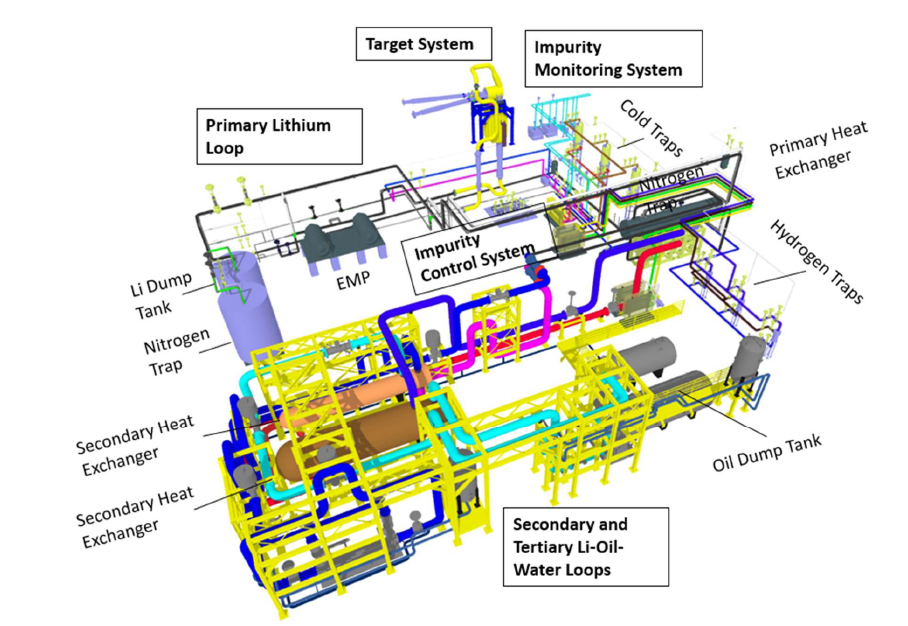 Target System
Impurity
Monitoring System
Primary Lithium
Loop
Cold Traps
Primary Heat
Exchanger
Nitrogen
Trap
Impurity
Control System
Hydrogen Traps
EMP
Li Dump
Tank
Nitrogen
Trap
Secondary Heat
Exchanger
Secondary Heat
Exchanger
Oil Dump Tank
Secondary and
Tertiary Li-Oil-
Water Loops